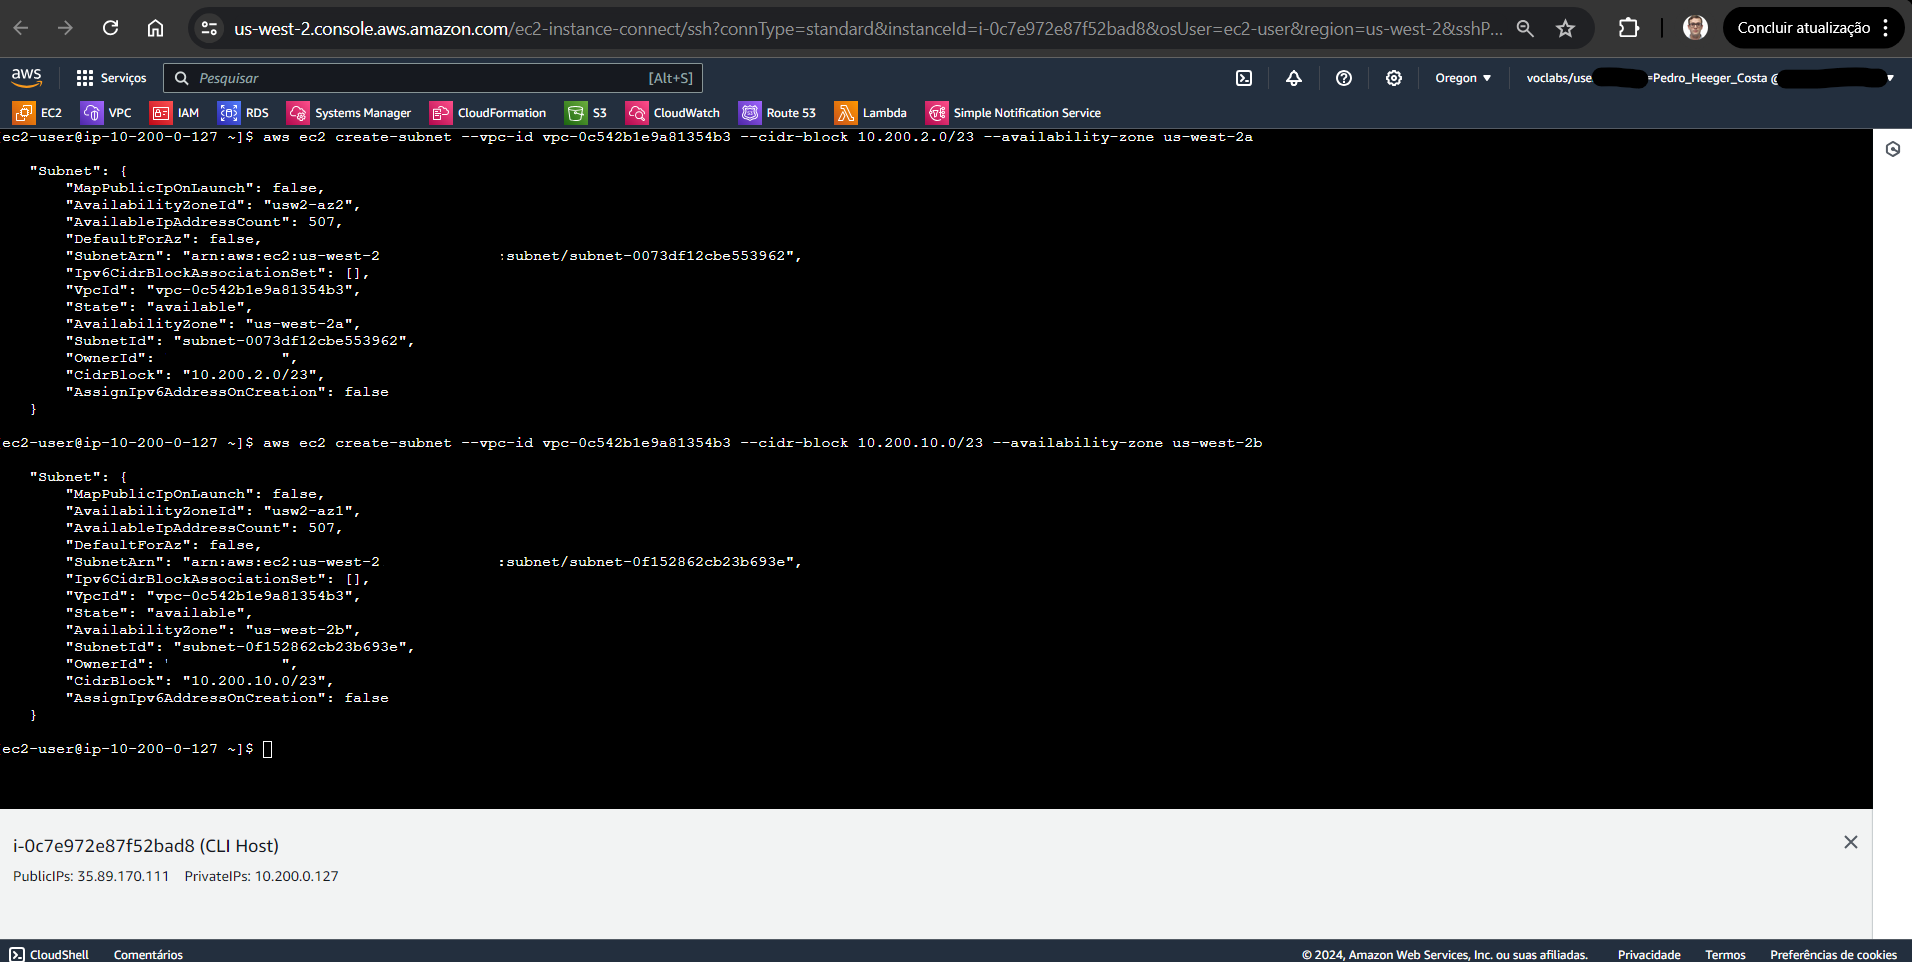 us-west-2.console.aws.amazon.com/ec2-instance-connect/ssh?connType=standard&instanceId=i-0c7e972e87f52bad8&osUser=ec2-user&region=us-west-2&sshP...
Concluir atualização
aws
Serviços
Pesquisar
[Alt+S]
Oregon
voclabs/use
=Pedro_Heeger_Costa @
EC2 VPC IAM RDS Systems Manager CloudFormation S3 CloudWatch Route 53 Lambda Simple Notification Service
ec2-user@ip-10-200-0-127 ~]$ aws ec2 create-subnet --vpc-id vpc-0c542b1e9a81354b3 --cidr-block 10.200.2.0/23 --availability-zone us-west-2a
"Subnet": {
"MapPublicIpOnLaunch": false,
"AvailabilityZoneId": "usw2-az2",
"AvailableIpAddressCount": 507,
"DefaultForAz": false,
"SubnetArn": "arn:aws:ec2:us-west-2 :subnet/subnet-0073df12cbe553962",
"Ipv6CidrBlockAssociationSet": [],
"VpcId": "vpc-0c542b1e9a81354b3",
"State": "available",
"AvailabilityZone": "us-west-2a",
"SubnetId": "subnet-0073df12cbe553962",
"OwnerId": ",
"CidrBlock": "10.200.2.0/23",
"AssignIpv6AddressOnCreation": false
}
ec2-user@ip-10-200-0-127 ~]$ aws ec2 create-subnet --vpc-id vpc-0c542b1e9a81354b3 --cidr-block 10.200.10.0/23 --availability-zone us-west-2b
"Subnet": {
"MapPublicIpOnLaunch": false,
"AvailabilityZoneId": "usw2-az1",
"AvailableIpAddressCount": 507,
"DefaultForAz": false,
"SubnetArn": "arn:aws:ec2:us-west-2 :subnet/subnet-0f152862cb23b693e",
"Ipv6CidrBlockAssociationSet": [],
"VpcId": "vpc-0c542b1e9a81354b3",
"State": "available",
"AvailabilityZone": "us-west-2b",
"SubnetId": "subnet-0f152862cb23b693e",
"OwnerId": ' ",
"CidrBlock": "10.200.10.0/23",
"AssignIpv6AddressOnCreation": false
}
ec2-user@ip-10-200-0-127 ~]$
i-0c7e972e87f52bad8 (CLI Host)
PublicIPs: 35.89.170.111 PrivateIPs: 10.200.0.127
CloudShell Comentários © 2024, Amazon Web Services, Inc. ou suas afiliadas. Privacidade Termos Preferências de cookies